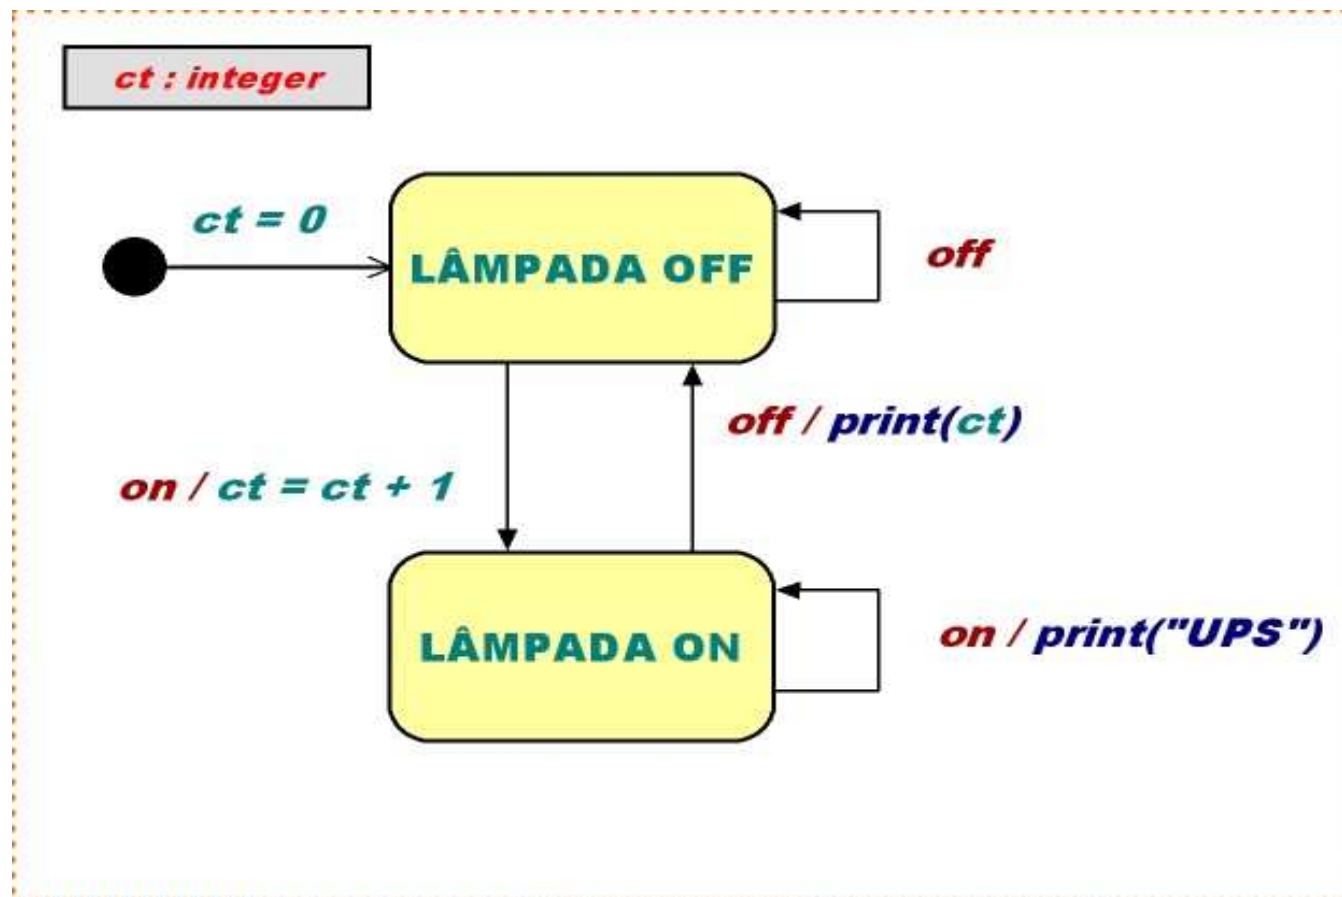 ct : integer
ct = 0
LÂMPADA OFF
off
off / print(ct)
on / ct = ct + 1
LÂMPADA ON
on / print("UPS")